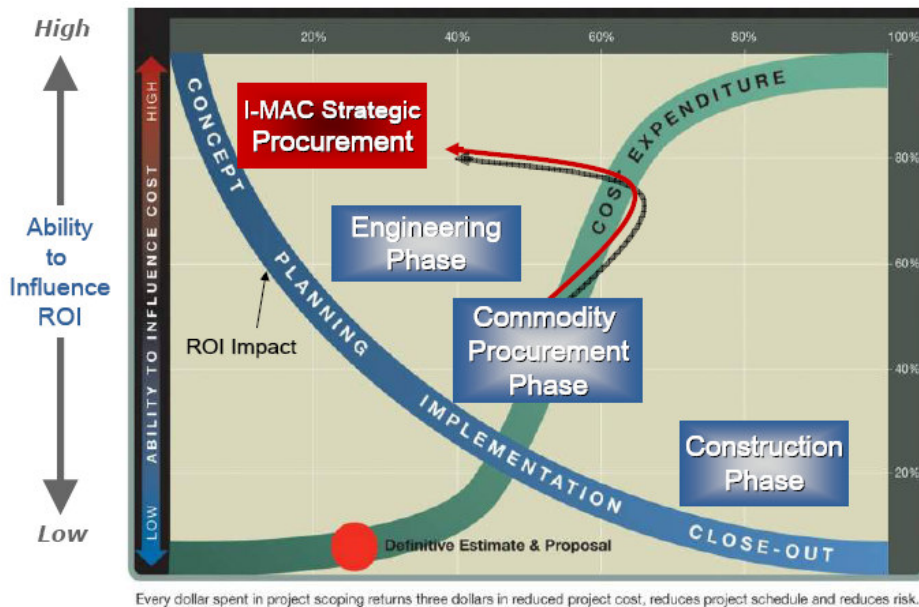 High
20%
40%
60%
80%
100%
HIGH
ABILITY TO INFLUENCE COST
LOW
Ability
to
Influence
ROI
Low
CONCEPT
PLANNING
IMPLEMENTATION
CLOSE-OUT
I-MAC Strategic
Procurement
COST EXPENDITURE
80%
Engineering
Phase
60%
ROI Impact
Commodity
Procurement
Phase
40%
Construction
Phase
20%
Definitive Estimate & Proposal
Every dollar spent in project scoping returns three dollars in reduced project cost, reduces project schedule and reduces risk.